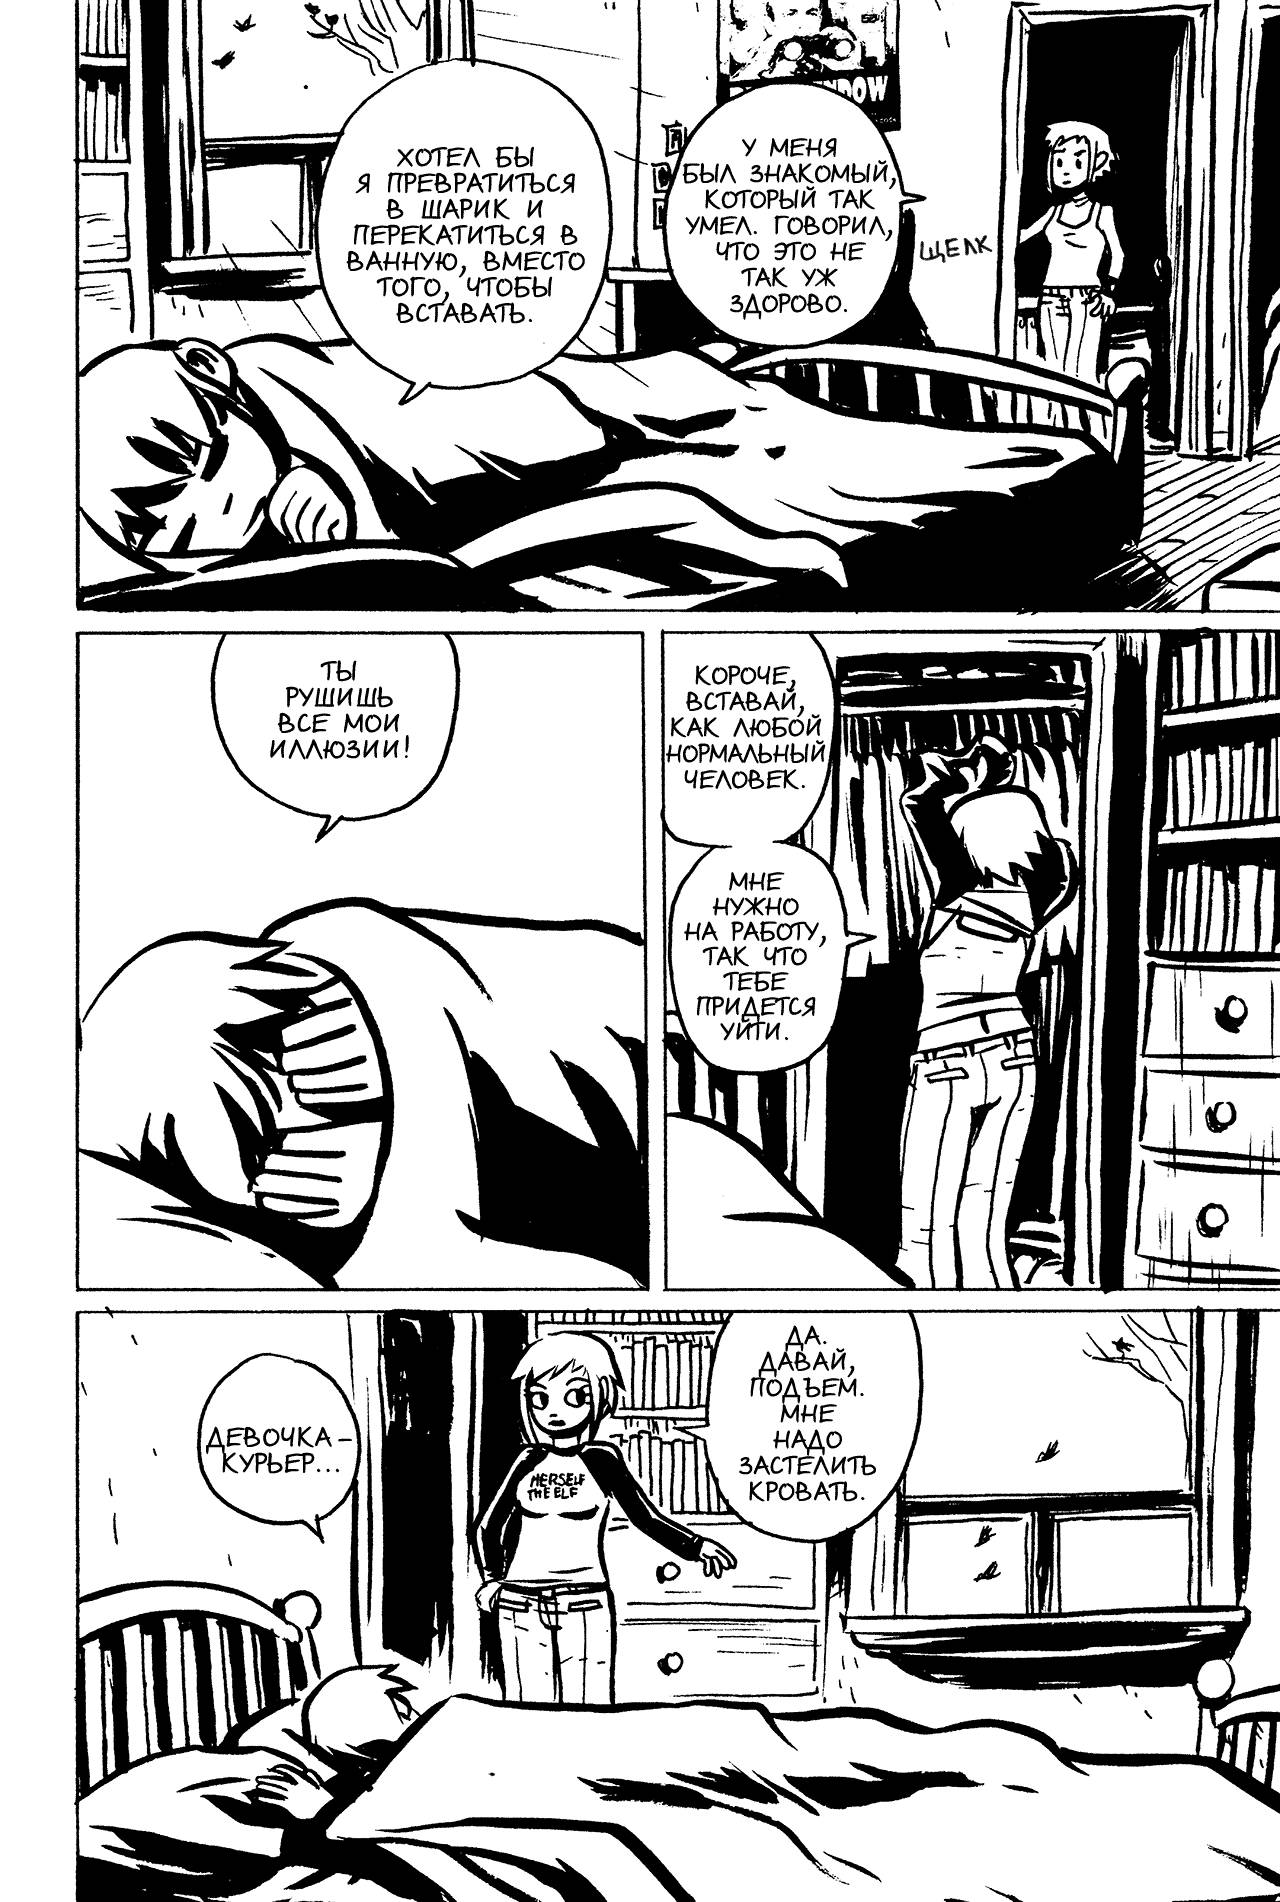 ХОТЕЛ БЫ
Я ПРЕВРАТИТЬСЯ
В ШАРИК И
ПЕРЕКАТИТЬСЯ В
ВАННУЮ, ВМЕСТО
ТОГО, ЧТОБЫ
ВСТАВАТЬ.
У МЕНЯ
БЫЛ ЗНАКОМЫЙ,
КОТОРЫЙ ТАК
УМЕЛ. ГОВОРИЛ,
ЧТО ЭТО НЕ
ТАК УЖ
ЗДОРОВО.
ЩЕЛК
ТЫ
РУШИШЬ
ВСЕ МОИ
ИЛЛЮЗИИ!
КОРОЧЕ,
ВСТАВАЙ,
КАК ЛЮБОЙ
НОРМАЛЬНЫЙ
ЧЕЛОВЕК.
МНЕ
НУЖНО
НА РАБОТУ,
ТАК ЧТО
ТЕБЕ
ПРИДЕТСЯ
УЙТИ.
ДЕВОЧКА-
КУРЬЕР...
HERSELF
THE ELF
ДА.
ДАВАЙ,
ПОДЪЕМ.
МНЕ
НАДО
ЗАСТЕЛИТЬ
КРОВАТЬ.